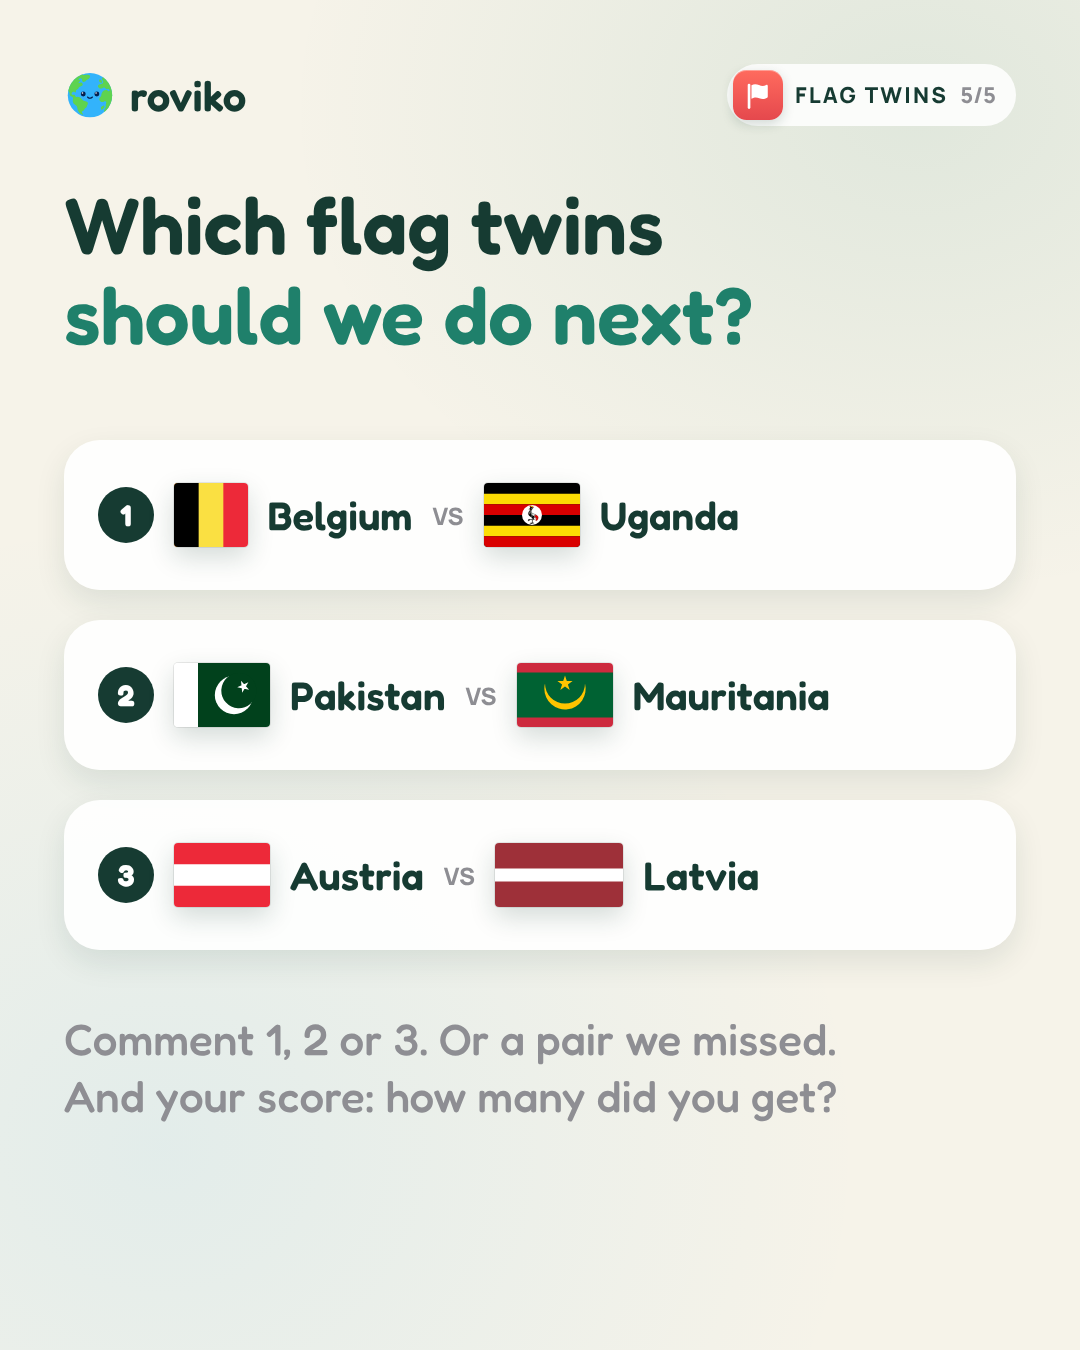 roviko
FLAG TWINS 5/5
Which flag twins
should we do next?
1 Belgium VS Uganda
2 Pakistan VS Mauritania
3 Austria VS Latvia
Comment 1, 2 or 3. Or a pair we missed.
And your score: how many did you get?